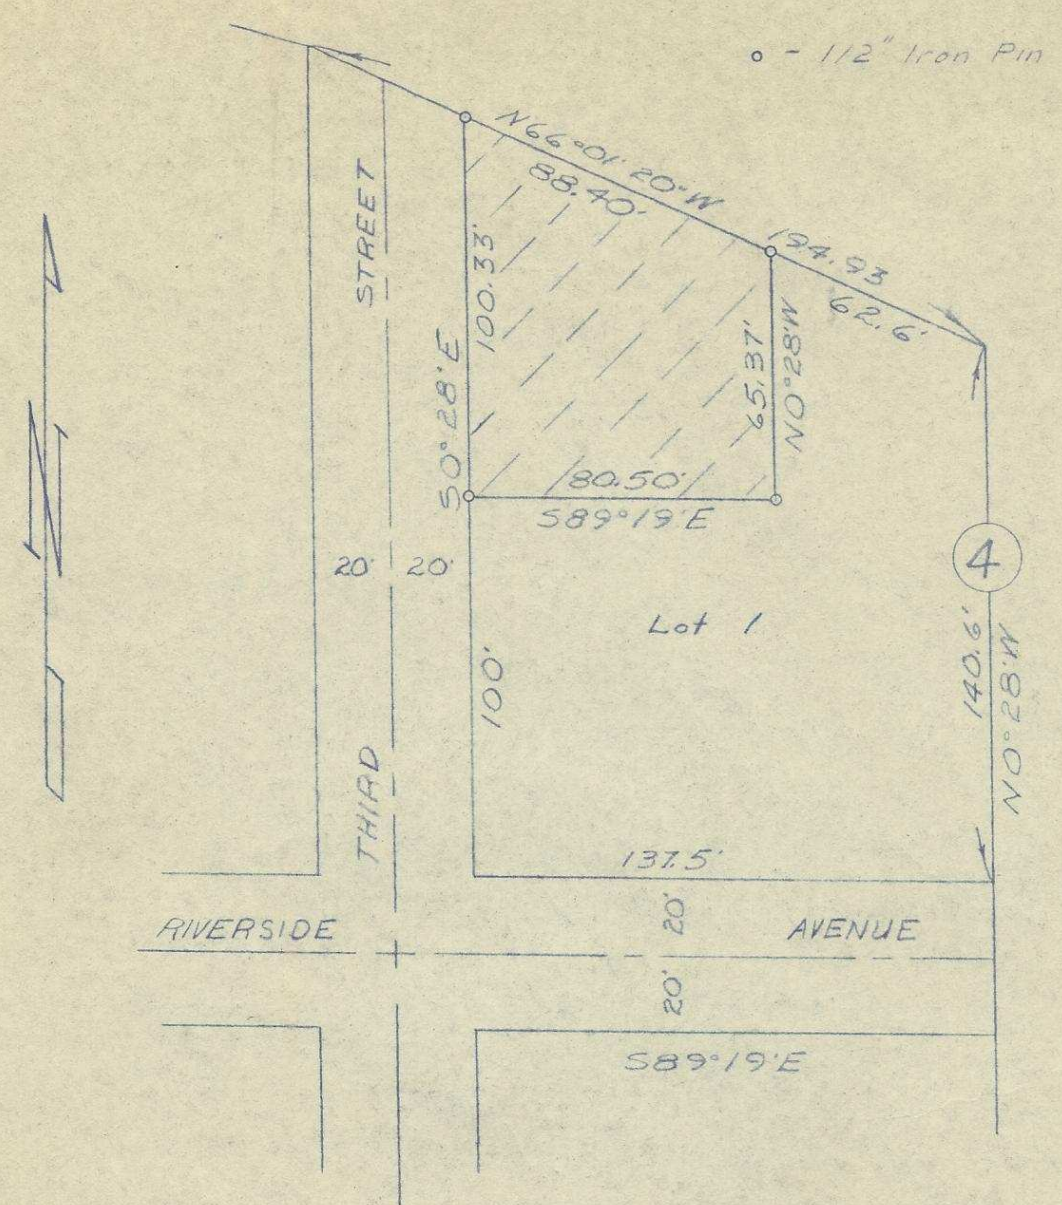 o - 1/2" Iron Pin
N66°01'20"W
88.40'
194.93
62.6'
STREET
100.33'
S0°28'E
65.37'
N0°28'W
80.50'
S89°19'E
20' 20'
4
Lot 1
100'
140.6'
N0°28'W
THIRD
137.5'
RIVERSIDE
20'
AVENUE
20'
S89°19'E